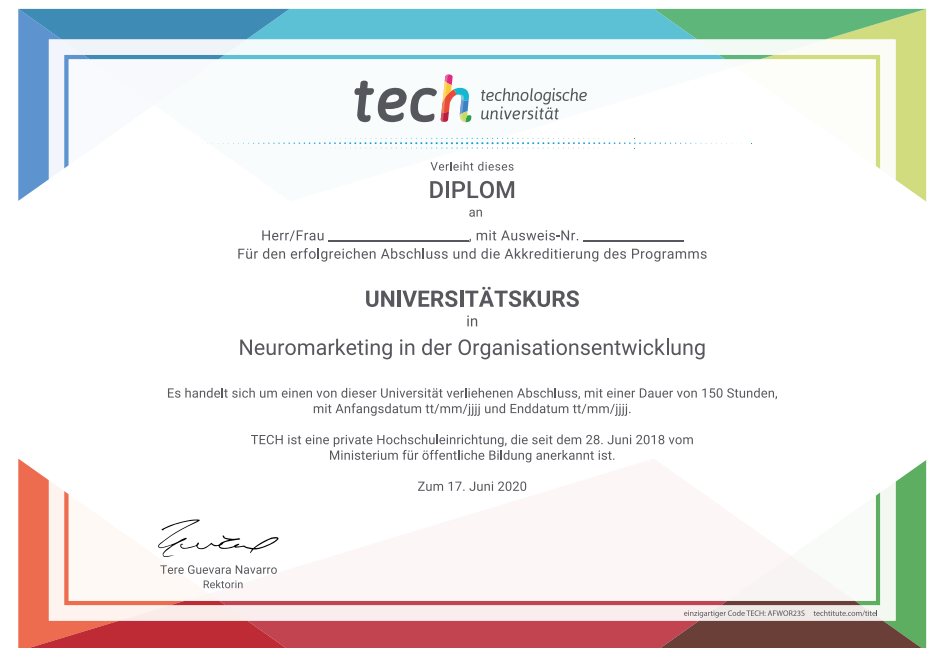 tech technologische
universität
Verleiht dieses
DIPLOM
an
Herr/Frau ____________________, mit Ausweis-Nr. ______________
Für den erfolgreichen Abschluss und die Akkreditierung des Programms
UNIVERSITÄTSKURS
in
Neuromarketing in der Organisationsentwicklung
Es handelt sich um einen von dieser Universität verliehenen Abschluss, mit einer Dauer von 150 Stunden,
mit Anfangsdatum tt/mm/jjjj und Enddatum tt/mm/jjjj.
TECH ist eine private Hochschuleinrichtung, die seit dem 28. Juni 2018 vom
Ministerium für öffentliche Bildung anerkannt ist.
Zum 17. Juni 2020
Tere Guevara Navarro
Rektorin
einzigartiger Code TECH: AFWOR23S techtitute.com/titel